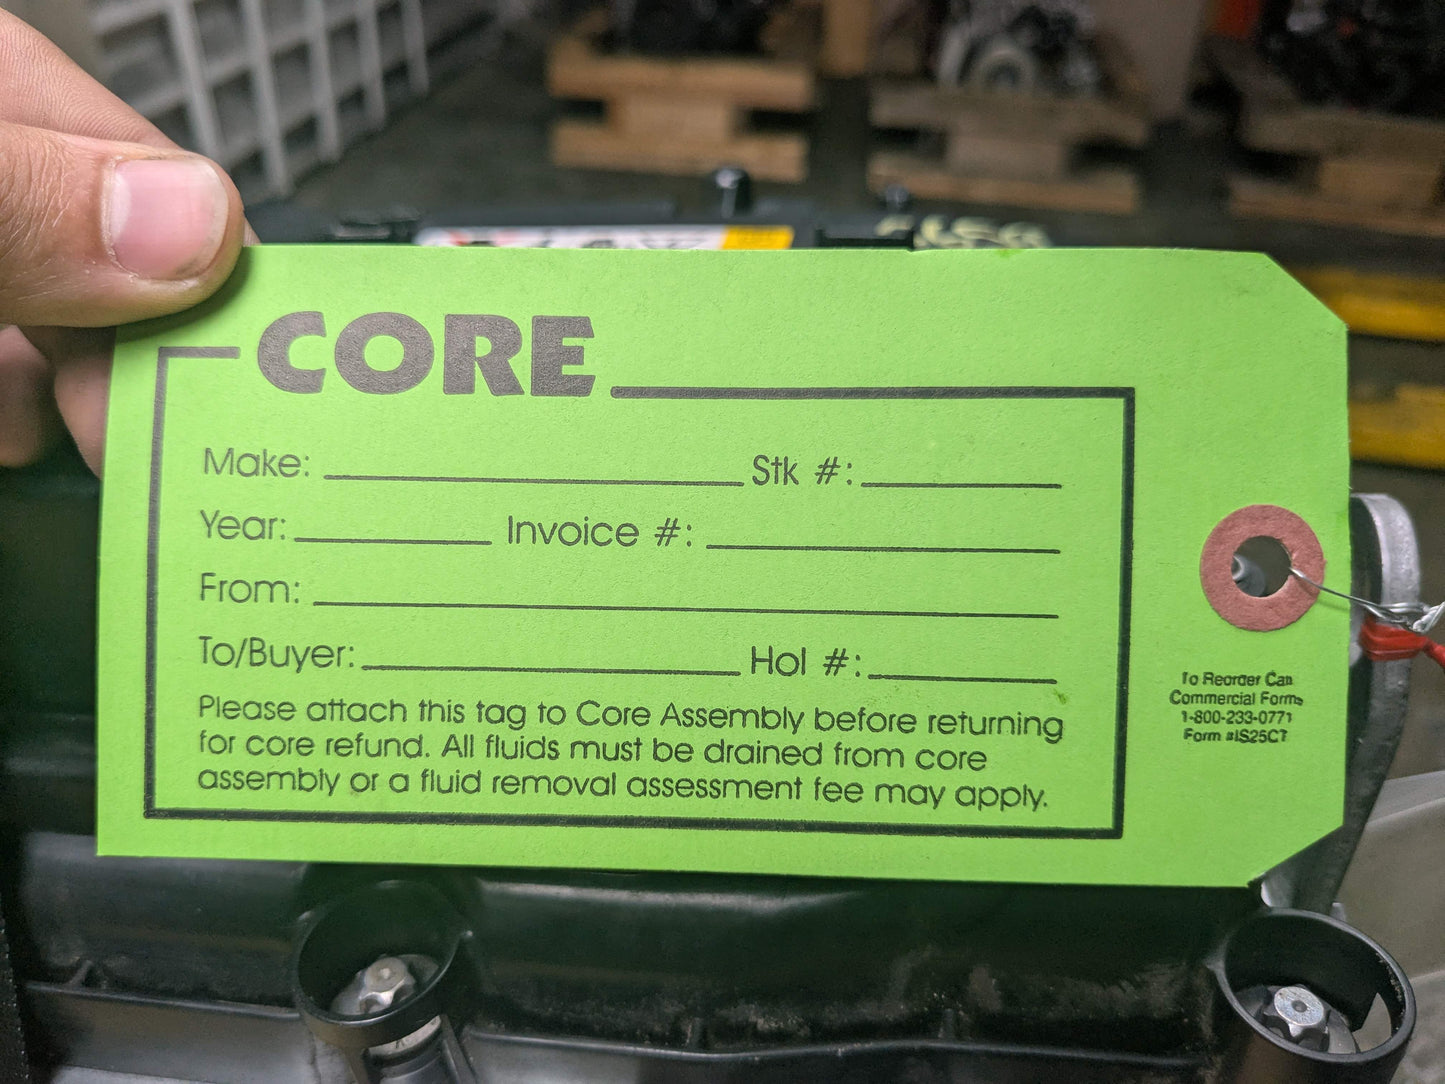 CORE
Make: Stk #:
Year: Invoice #:
From:
To/Buyer: Hol #:
Please attach this tag to Core Assembly before returning
for core refund. All fluids must be drained from core
assembly or a fluid removal assessment fee may apply.
To Reorder Call
Commercial Forms
1-800-233-0771
Form #IS25CT